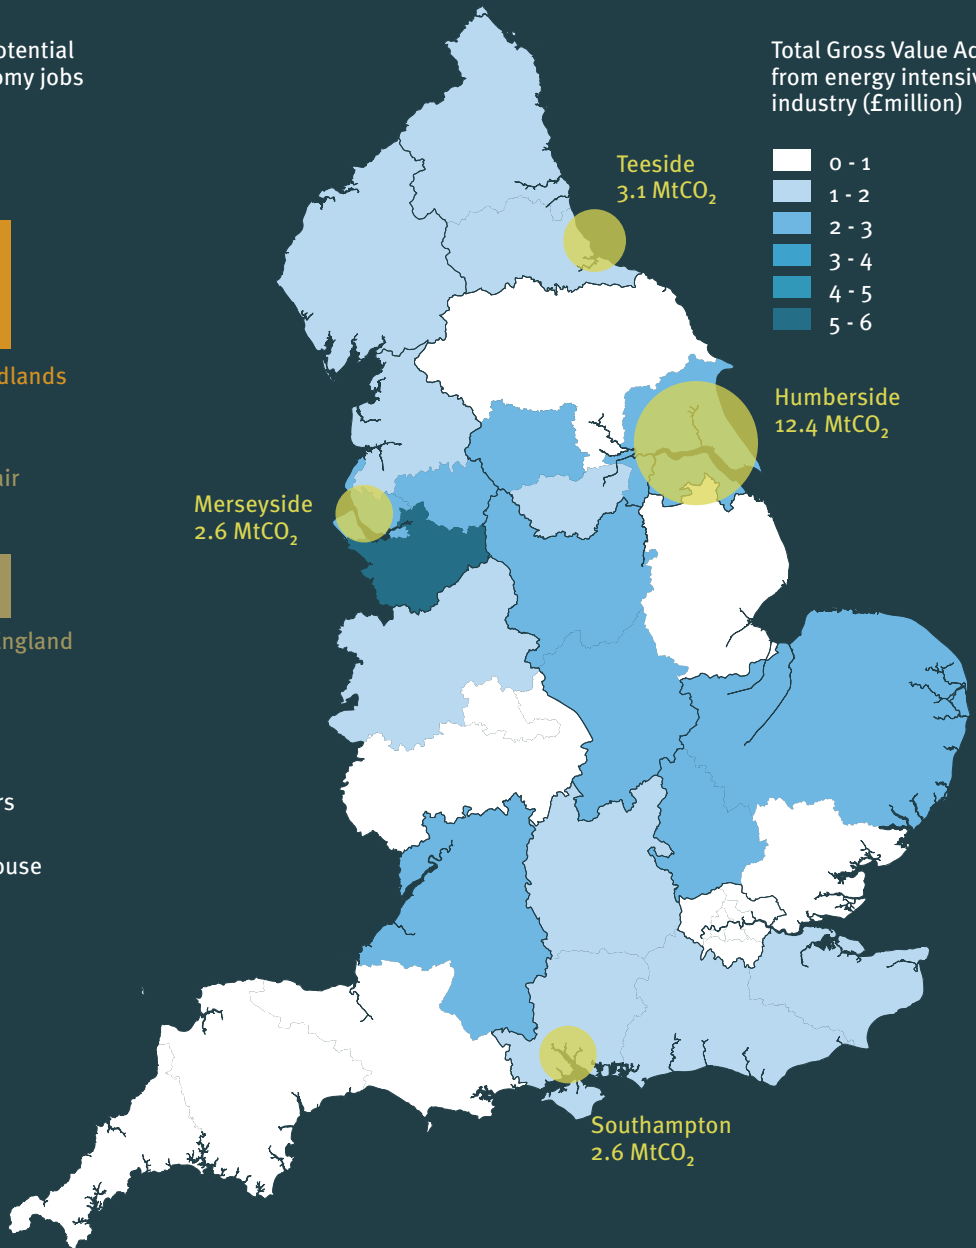 otential
omy jobs
dlands
air
England
rs
ouse
Total Gross Value Ad
from energy intensiv
industry (£million)
0 - 1
1 - 2
2 - 3
3 - 4
4 - 5
5 - 6
Teeside
3.1 MtCO₂
Humberside
12.4 MtCO₂
Merseyside
2.6 MtCO₂
Southampton
2.6 MtCO₂